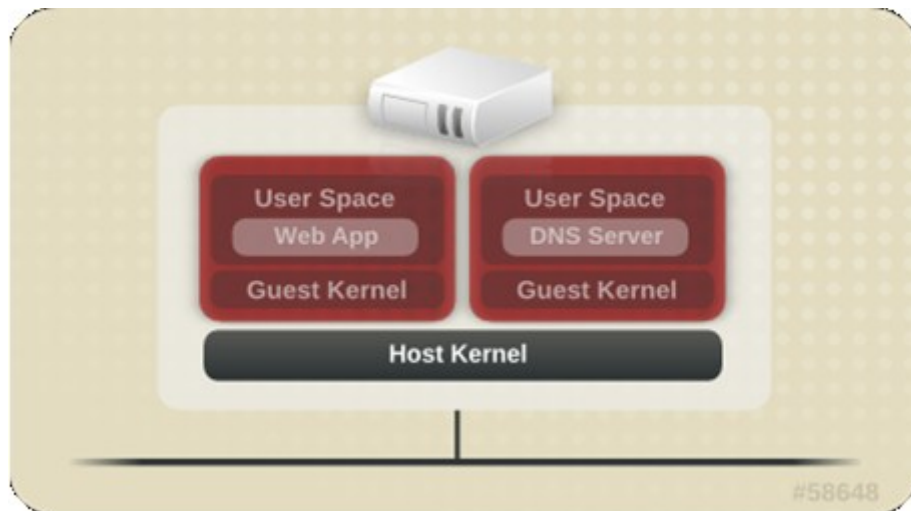 User Space
Web App
Guest Kernel
User Space
DNS Server
Guest Kernel
Host Kernel
#58648